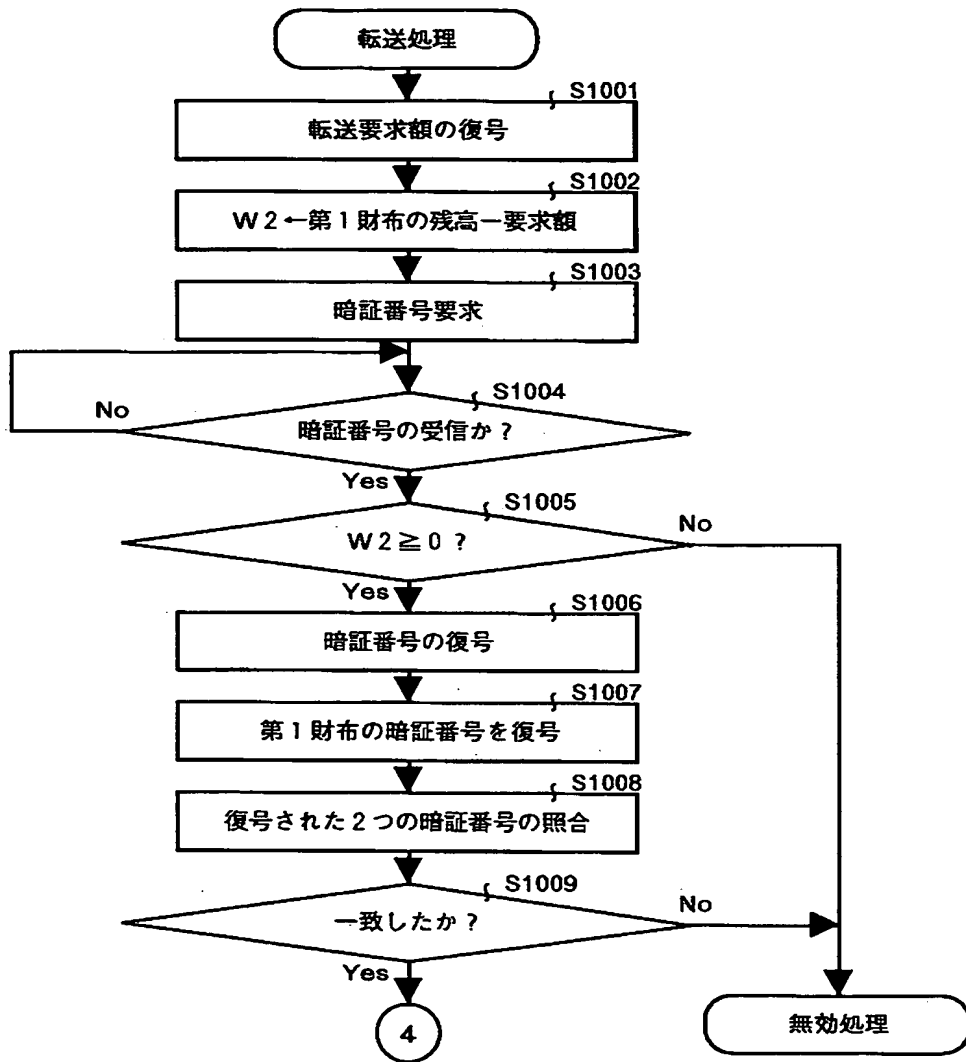 転送処理
S1001
転送要求額の復号
S1002
W2←第1財布の残高ー要求額
S1003
暗証番号要求
S1004
No
暗証番号の受信か?
Yes
S1005
No
W2≧0?
Yes
S1006
暗証番号の復号
S1007
第1財布の暗証番号を復号
S1008
復号された2つの暗証番号の照合
S1009
No
一致したか?
Yes
4
無効処理